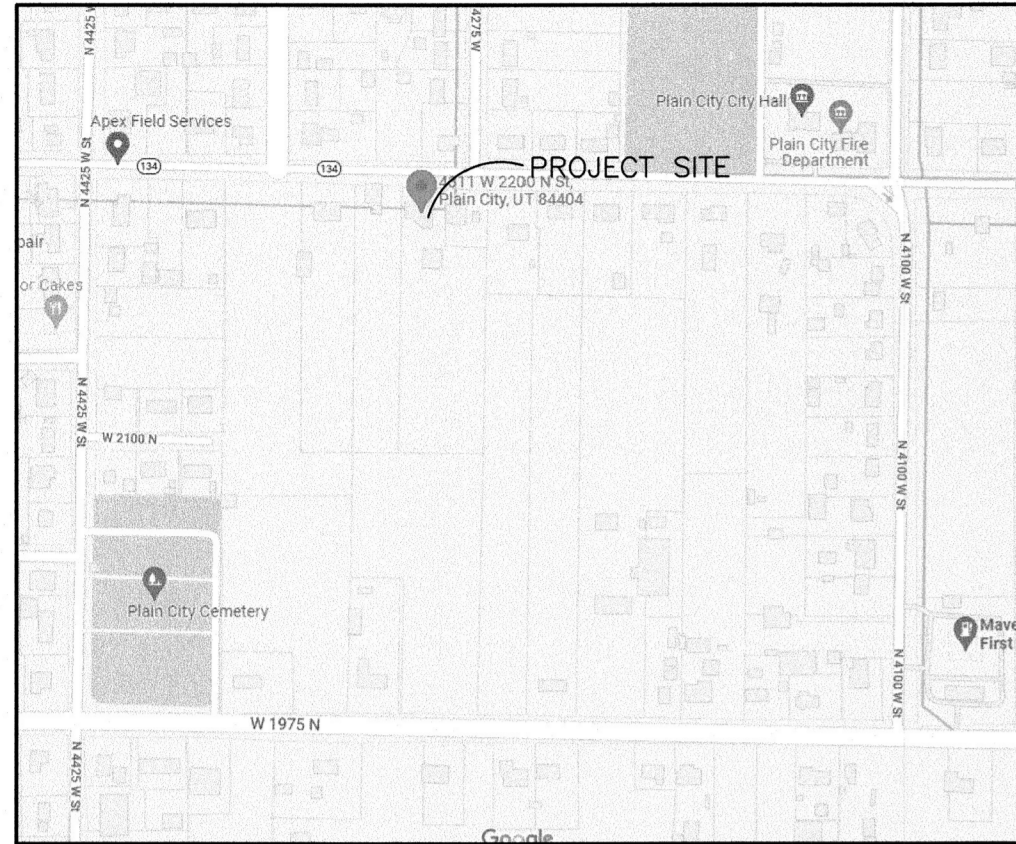 N 4425 W
4275 W
Plain City City Hall
Apex Field Services
Plain City Fire
Department
N 4425 W St
134
134
PROJECT SITE
W 2200 N St,
Plain City, UT 84404
pair
or Cakes
N 4100 W St
N 4425 W St
W 2100 N
N 4100 W St
Plain City Cemetery
Mave
First
N 4100 W St
W 1975 N
N 4425 W St
Google